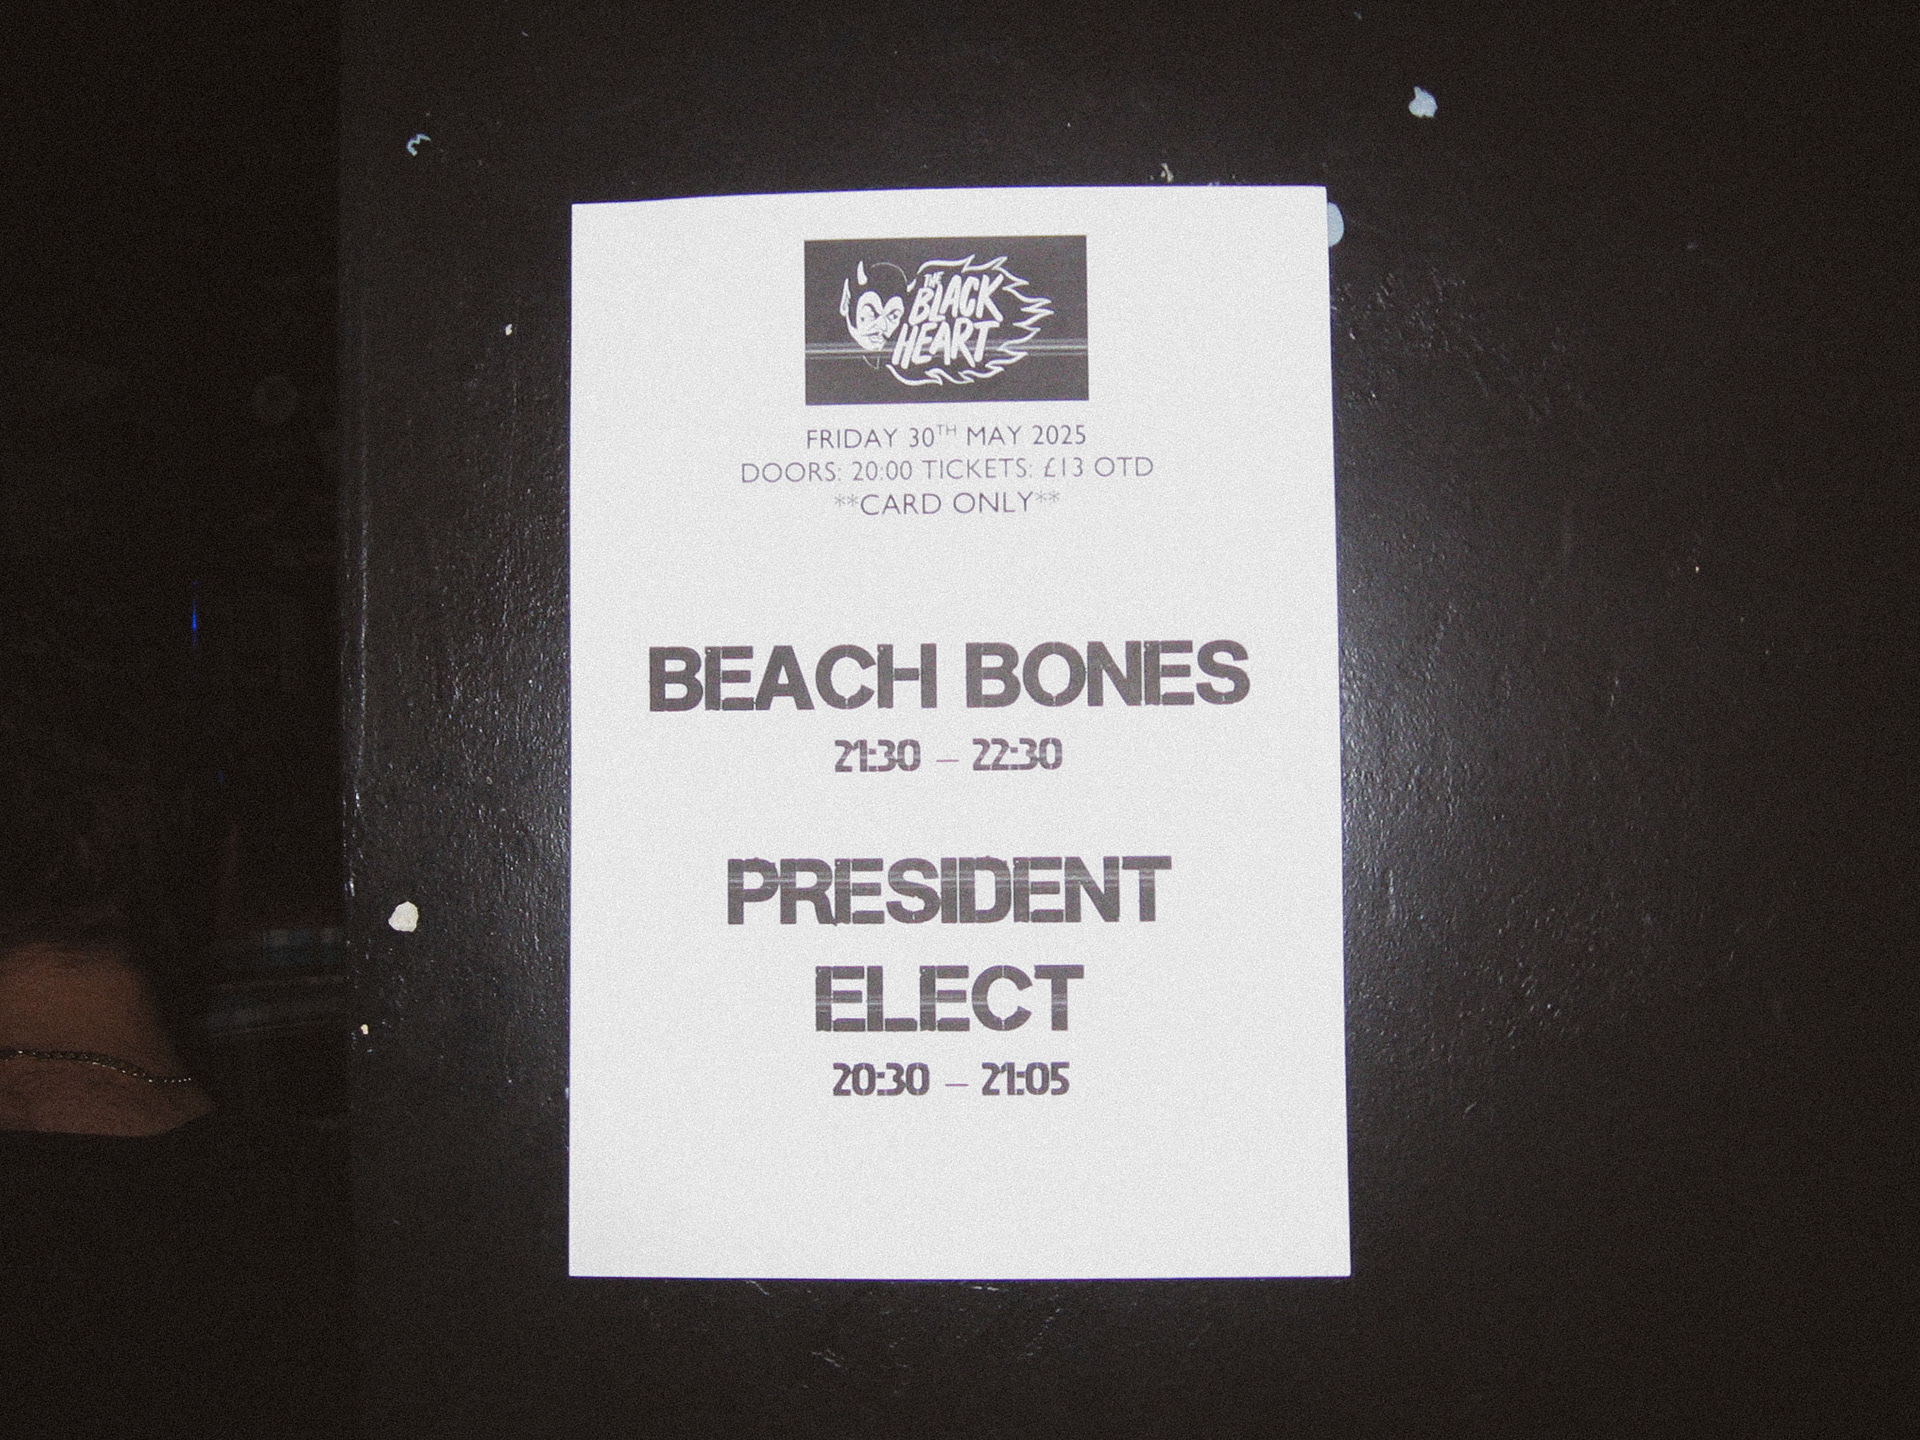 THE
BLACK
HEART
FRIDAY 30TH MAY 2025
DOORS: 20:00 TICKETS: £13 OTD
**CARD ONLY**
BEACH BONES
21:30 – 22:30
PRESIDENT
ELECT
20:30 – 21:05